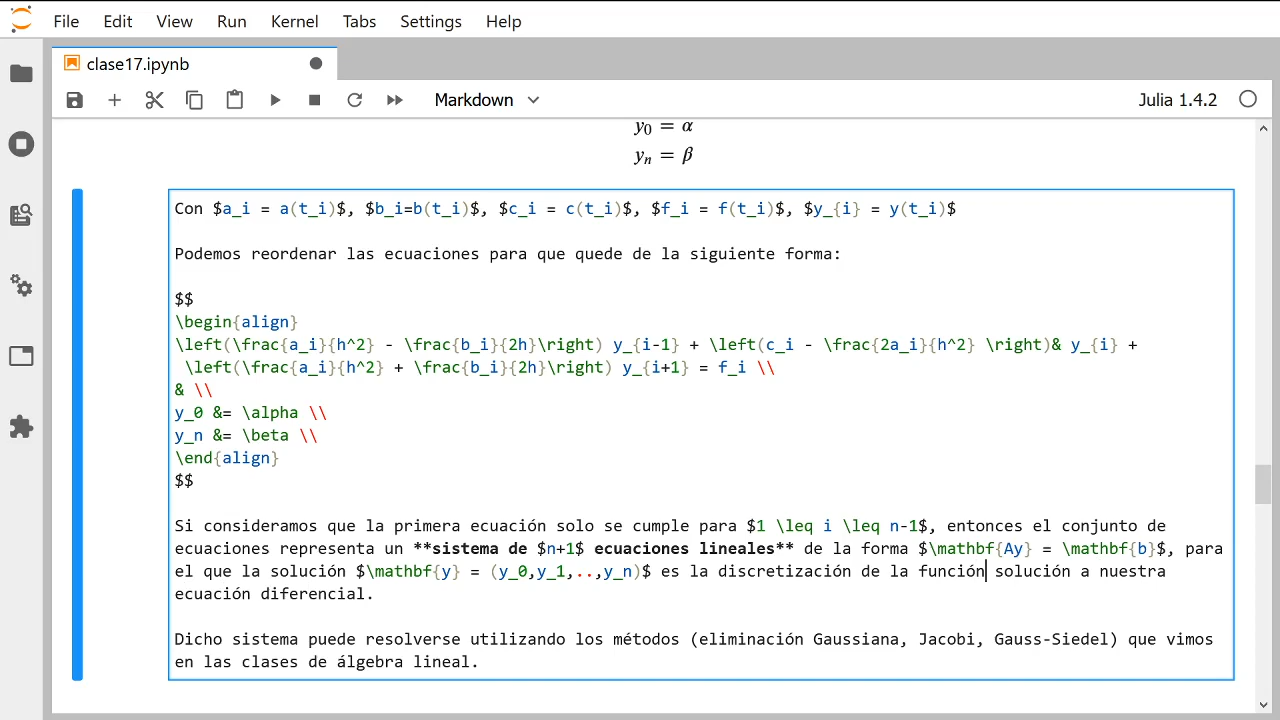 File Edit View Run Kernel Tabs Settings Help
clase17.ipynb
Markdown
Julia 1.4.2
y₀ = α
yₙ = β
Con $a_i = a(t_i)$, $b_i=b(t_i)$, $c_i = c(t_i)$, $f_i = f(t_i)$, $y_{i} = y(t_i)$
Podemos reordenar las ecuaciones para que quede de la siguiente forma:
$$
\begin{align}
\left(\frac{a_i}{h^2} - \frac{b_i}{2h}\right) y_{i-1} + \left(c_i - \frac{2a_i}{h^2} \right)& y_{i} +
\left(\frac{a_i}{h^2} + \frac{b_i}{2h}\right) y_{i+1} = f_i \\
& \\
y_0 &= \alpha \\
y_n &= \beta \\
\end{align}
$$
Si consideramos que la primera ecuación solo se cumple para $1 \leq i \leq n-1$, entonces el conjunto de
ecuaciones representa un **sistema de $n+1$ ecuaciones lineales** de la forma $\mathbf{Ay} = \mathbf{b}$, para
el que la solución $\mathbf{y} = (y_0,y_1,..,y_n)$ es la discretización de la función solución a nuestra
ecuación diferencial.
Dicho sistema puede resolverse utilizando los métodos (eliminación Gaussiana, Jacobi, Gauss-Siedel) que vimos
en las clases de álgebra lineal.